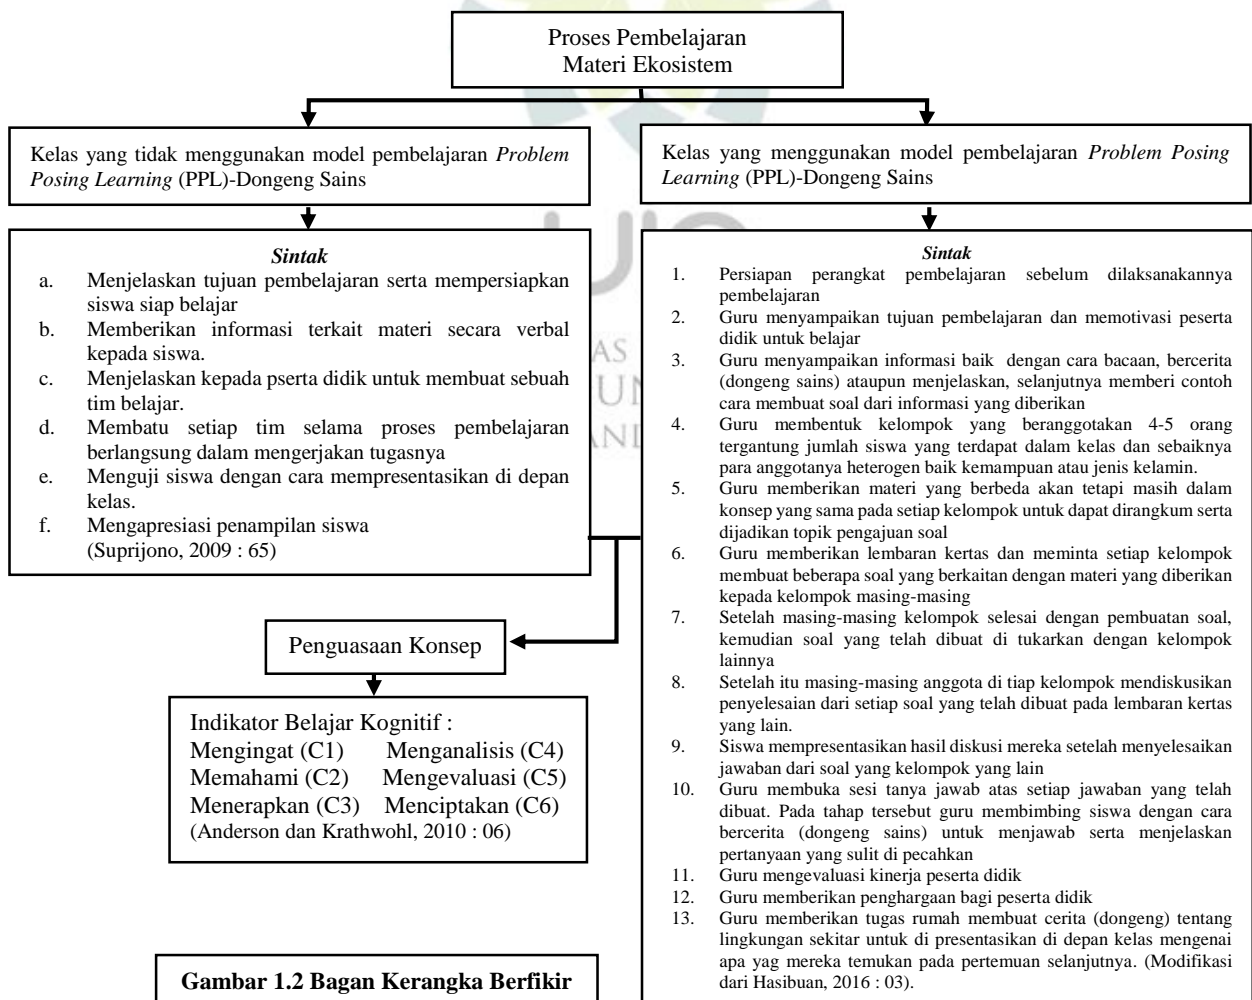 Proses Pembelajaran
Materi Ekosistem
Kelas yang tidak menggunakan model pembelajaran Problem
Posing Learning (PPL)-Dongeng Sains
Kelas yang menggunakan model pembelajaran Problem Posing
Learning (PPL)-Dongeng Sains
Sintak
a. Menjelaskan tujuan pembelajaran serta mempersiapkan
siswa siap belajar
b. Memberikan informasi terkait materi secara verbal
kepada siswa.
c. Menjelaskan kepada pserta didik untuk membuat sebuah
tim belajar.
d. Membatu setiap tim selama proses pembelajaran
berlangsung dalam mengerjakan tugasnya
e. Menguji siswa dengan cara mempresentasikan di depan
kelas.
f. Mengapresiasi penampilan siswa
(Suprijono, 2009 : 65)
Sintak
1. Persiapan perangkat pembelajaran sebelum dilaksanakannya
pembelajaran
2. Guru menyampaikan tujuan pembelajaran dan memotivasi peserta
didik untuk belajar
3. Guru menyampaikan informasi baik dengan cara bacaan, bercerita
(dongeng sains) ataupun menjelaskan, selanjutnya memberi contoh
cara membuat soal dari informasi yang diberikan
4. Guru membentuk kelompok yang beranggotakan 4-5 orang
tergantung jumlah siswa yang terdapat dalam kelas dan sebaiknya
para anggotanya heterogen baik kemampuan atau jenis kelamin.
5. Guru memberikan materi yang berbeda akan tetapi masih dalam
konsep yang sama pada setiap kelompok untuk dapat dirangkum serta
dijadikan topik pengajuan soal
6. Guru memberikan lembaran kertas dan meminta setiap kelompok
membuat beberapa soal yang berkaitan dengan materi yang diberikan
kepada kelompok masing-masing
7. Setelah masing-masing kelompok selesai dengan pembuatan soal,
kemudian soal yang telah dibuat di tukarkan dengan kelompok
lainnya
8. Setelah itu masing-masing anggota di tiap kelompok mendiskusikan
penyelesaian dari setiap soal yang telah dibuat pada lembaran kertas
yang lain.
9. Siswa mempresentasikan hasil diskusi mereka setelah menyelesaikan
jawaban dari soal yang kelompok yang lain
10. Guru membuka sesi tanya jawab atas setiap jawaban yang telah
dibuat. Pada tahap tersebut guru membimbing siswa dengan cara
bercerita (dongeng sains) untuk menjawab serta menjelaskan
pertanyaan yang sulit di pecahkan
11. Guru mengevaluasi kinerja peserta didik
12. Guru memberikan penghargaan bagi peserta didik
13. Guru memberikan tugas rumah membuat cerita (dongeng) tentang
lingkungan sekitar untuk di presentasikan di depan kelas mengenai
apa yag mereka temukan pada pertemuan selanjutnya. (Modifikasi
dari Hasibuan, 2016 : 03).
Penguasaan Konsep
Indikator Belajar Kognitif :
Mengingat (C1) Menganalisis (C4)
Memahami (C2) Mengevaluasi (C5)
Menerapkan (C3) Menciptakan (C6)
(Anderson dan Krathwohl, 2010 : 06)
Gambar 1.2 Bagan Kerangka Berfikir